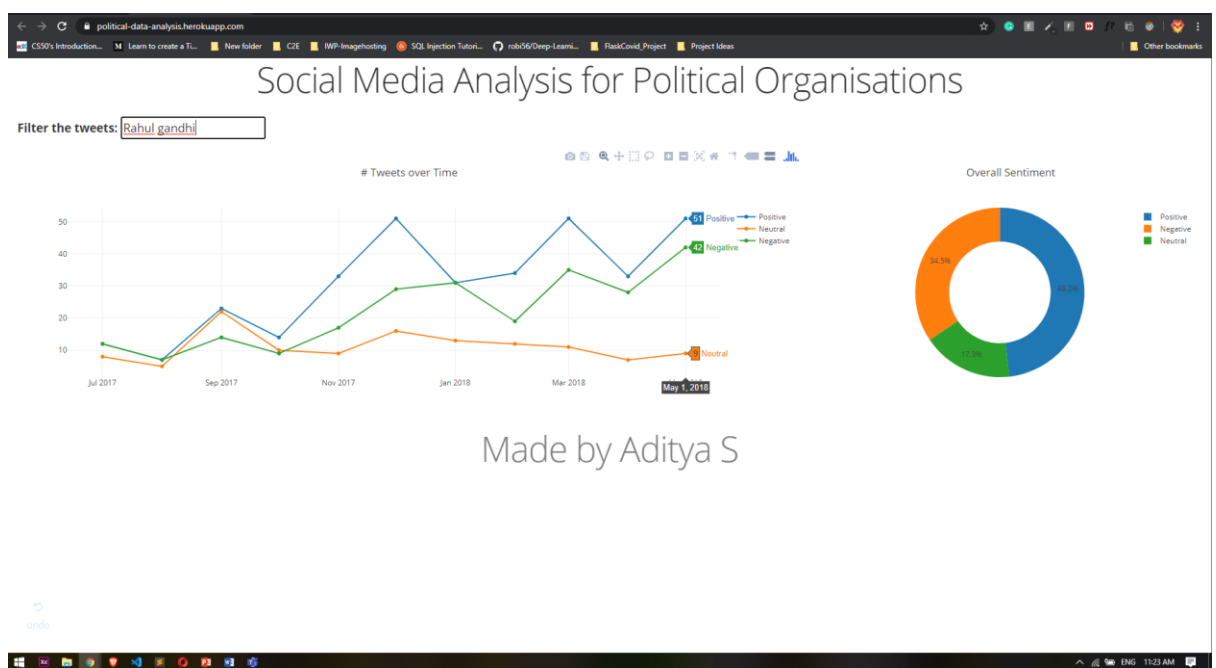 political-data-analysis.herokuapp.com
CS50's Introduction... Learn to create a Ti... New folder C2E IWP-Imagehosting SQL Injection Tutori... robi56/Deep-Learni... FlaskCovid_Project Project Ideas Other bookmarks
Social Media Analysis for Political Organisations
Filter the tweets: Rahul gandhi
# Tweets over Time
50
40
30
20
10
Jul 2017 Sep 2017 Nov 2017 Jan 2018 Mar 2018
May 1, 2018
51 Positive
42 Negative
9 Neutral
Positive
Neutral
Negative
Overall Sentiment
34.5%
48.2%
17.3%
Positive
Negative
Neutral
Made by Aditya S
undo
ENG 11:23 AM